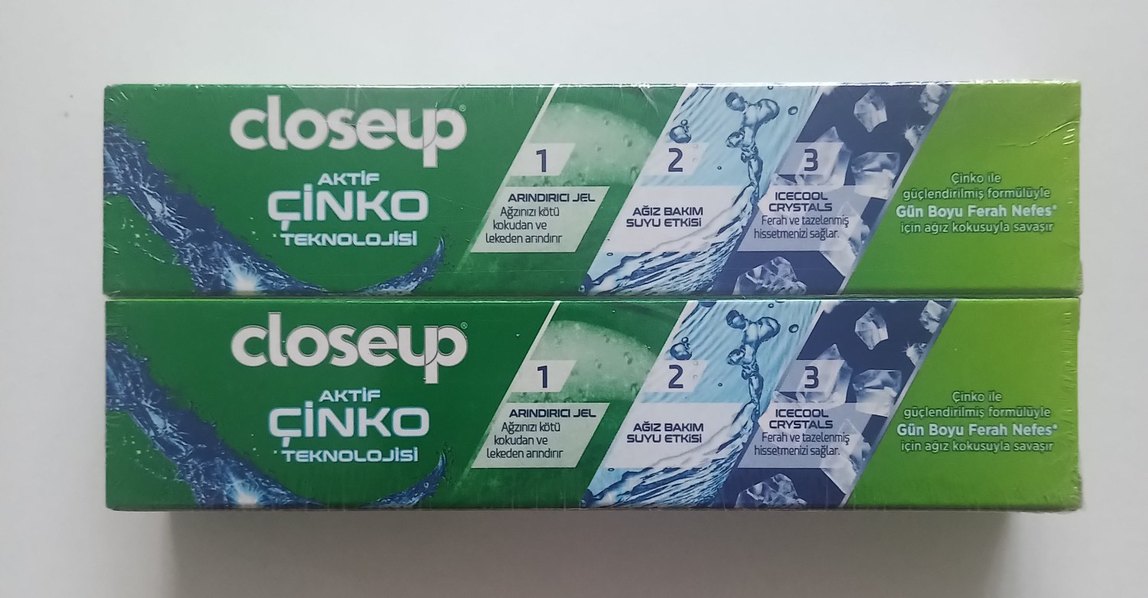 closeup
AKTİF
ÇİNKO
TEKNOLOJİSİ
1
ARINDIRICI JEL
Ağzınızı kötü
kokudan ve
lekeden arındırır
2
AĞIZ BAKIM
SUYU ETKİSİ
3
ICECOOL
CRYSTALS
Ferah ve tazelenmiş
hissetmenizi sağlar.
Çinko ile
güçlendirilmiş formülüyle
Gün Boyu Ferah Nefes*
için ağız kokusuyla savaşır
closeup
AKTİF
ÇİNKO
TEKNOLOJİSİ
1
ARINDIRICI JEL
Ağzınızı kötü
kokudan ve
lekeden arındırır
2
AĞIZ BAKIM
SUYU ETKİSİ
3
ICECOOL
CRYSTALS
Ferah ve tazelenmiş
hissetmenizi sağlar.
Çinko ile
güçlendirilmiş formülüyle
Gün Boyu Ferah Nefes*
için ağız kokusuyla savaşır